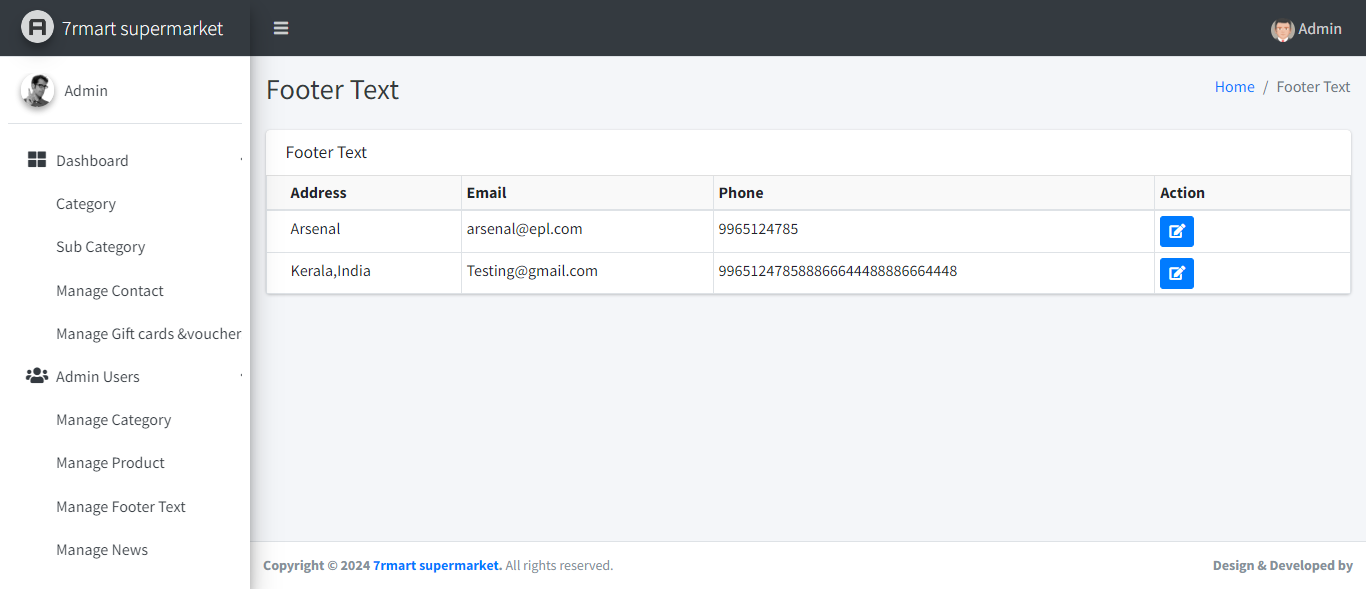 7rmart supermarket
Admin
Admin
Footer Text
Home / Footer Text
Dashboard
Category
Sub Category
Manage Contact
Manage Gift cards &voucher
Admin Users
Manage Category
Manage Product
Manage Footer Text
Manage News
Footer Text
Address Email Phone Action
Arsenal arsenal@epl.com 9965124785
Kerala,India Testing@gmail.com 996512478588866644488886664448
Copyright © 2024 7rmart supermarket. All rights reserved.
Design & Developed by